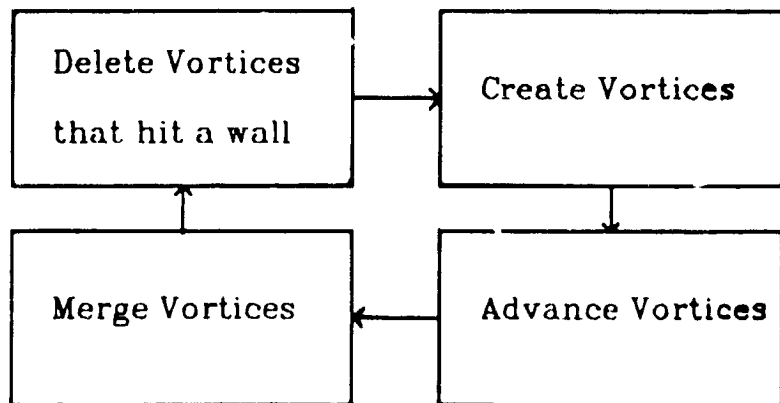 Delete Vortices
that hit a wall
Create Vortices
Merge Vortices
Advance Vortices